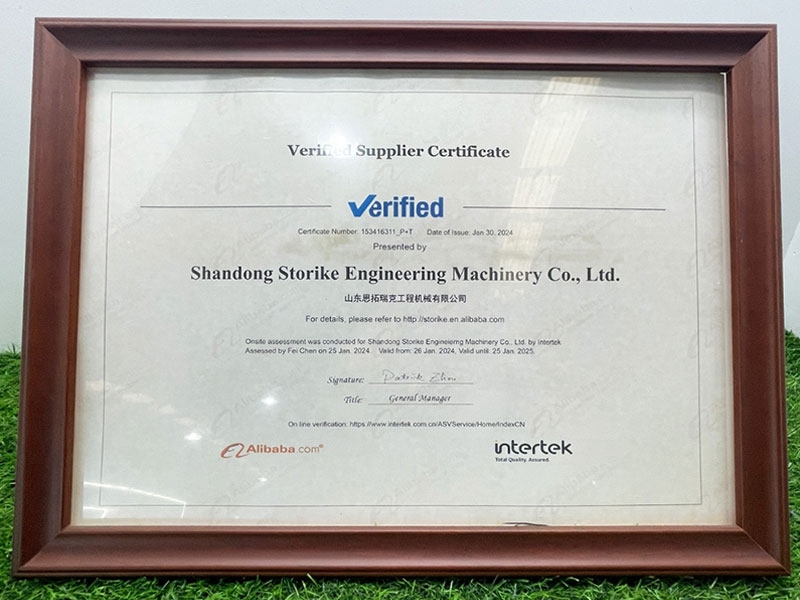 Verified Supplier Certificate
Verified
Certificate Number: 153416311_P+T Date of Issue: Jan 30, 2024
Presented by
Shandong Storike Engineering Machinery Co., Ltd.
山东思拓瑞克工程机械有限公司
For details, please refer to http://storike.en.alibaba.com
Onsite assessment was conducted for Shandong Storike Engineierng Machinery Co., Ltd. by Intertek
Assessed by Fei Chen on 25 Jan. 2024 Valid from: 26 Jan. 2024, Valid until: 25 Jan. 2025.
Signature: Patrick Zhou
Title: General Manager
On line verification: https://www.intertek.com.cn/ASVService/Home/IndexCN
Alibaba.com®
intertek
Total Quality. Assured.